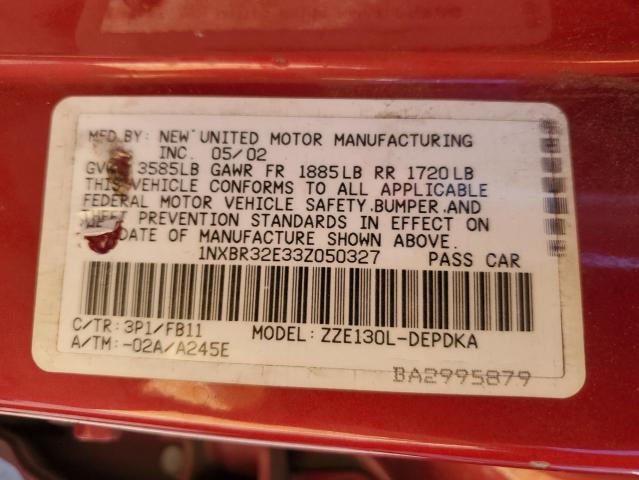 MFD.BY: NEW UNITED MOTOR MANUFACTURING
INC. 05/02
3585LB GAWR FR 1885LB RR 1720LB
THIS VEHICLE CONFORMS TO ALL APPLICABLE
FEDERAL MOTOR VEHICLE SAFETY,BUMPER,AND
THEFT PREVENTION STANDARDS IN EFFECT ON
DATE OF MANUFACTURE SHOWN ABOVE.
1NXBR32E33Z050327 PASS CAR
C/TR: 3P1/FB11 MODEL: ZZE130L-DEPDKA
A/TM: -02A/A245E
BA2995879